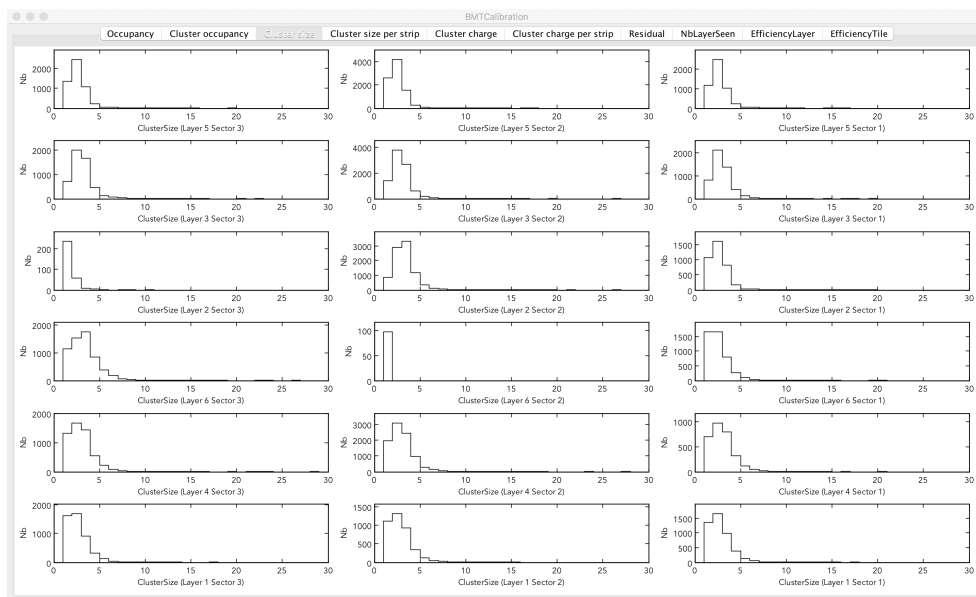 BMTCalibration
Occupancy Cluster occupancy Cluster size Cluster size per strip Cluster charge Cluster charge per strip Residual NbLayerSeen EfficiencyLayer EfficiencyTile
Nb 2000 1000 0 Nb 4000 2000 0 Nb 2000 1000 0
0 5 10 15 20 25 30 0 5 10 15 20 25 30 0 5 10 15 20 25 30
ClusterSize (Layer 5 Sector 3) ClusterSize (Layer 5 Sector 2) ClusterSize (Layer 5 Sector 1)
Nb 2000 1000 0 Nb 4000 2000 0 Nb 2000 1000 0
0 5 10 15 20 25 30 0 5 10 15 20 25 30 0 5 10 15 20 25 30
ClusterSize (Layer 3 Sector 3) ClusterSize (Layer 3 Sector 2) ClusterSize (Layer 3 Sector 1)
Nb 200 100 0 Nb 3000 2000 1000 0 Nb 1500 1000 500 0
0 5 10 15 20 25 30 0 5 10 15 20 25 30 0 5 10 15 20 25 30
ClusterSize (Layer 2 Sector 3) ClusterSize (Layer 2 Sector 2) ClusterSize (Layer 2 Sector 1)
Nb 2000 1000 0 Nb 100 50 0 Nb 1500 1000 500 0
0 5 10 15 20 25 30 0 5 10 15 20 25 30 0 5 10 15 20 25 30
ClusterSize (Layer 6 Sector 3) ClusterSize (Layer 6 Sector 2) ClusterSize (Layer 6 Sector 1)
Nb 2000 1000 0 Nb 3000 2000 1000 0 Nb 1000 500 0
0 5 10 15 20 25 30 0 5 10 15 20 25 30 0 5 10 15 20 25 30
ClusterSize (Layer 4 Sector 3) ClusterSize (Layer 4 Sector 2) ClusterSize (Layer 4 Sector 1)
Nb 2000 1000 0 Nb 1500 1000 500 0 Nb 1500 1000 500 0
0 5 10 15 20 25 30 0 5 10 15 20 25 30 0 5 10 15 20 25 30
ClusterSize (Layer 1 Sector 3) ClusterSize (Layer 1 Sector 2) ClusterSize (Layer 1 Sector 1)